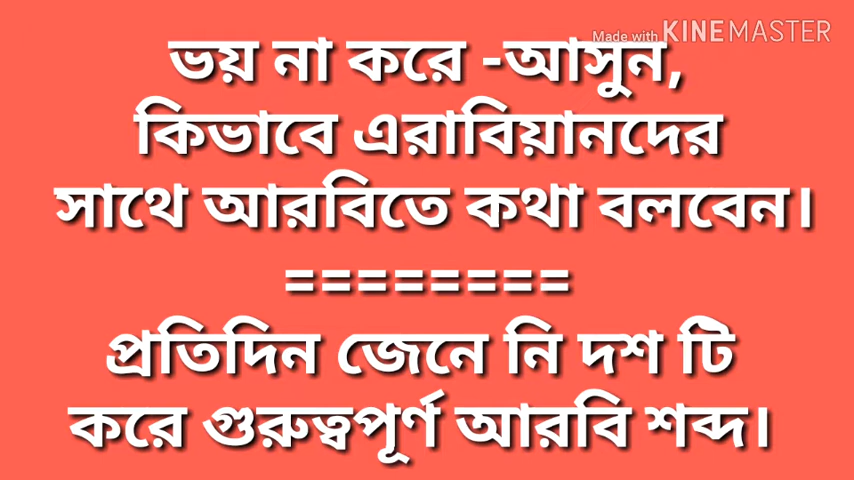 Made with KINEMASTER
ভয় না করে -আসুন,
কিভাবে এরাবিয়ানদের
সাথে আরবিতে কথা বলবেন।
========
প্রতিদিন জেনে নি দশ টি
করে গুরুত্বপূর্ণ আরবি শব্দ।